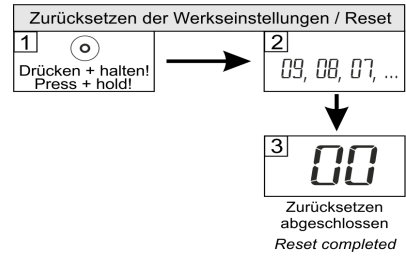 Zurücksetzen der Werkseinstellungen / Reset
1
Drücken + halten!
Press + hold!
2
09, 08, 07, ...
3
00
Zurücksetzen
abgeschlossen
Reset completed